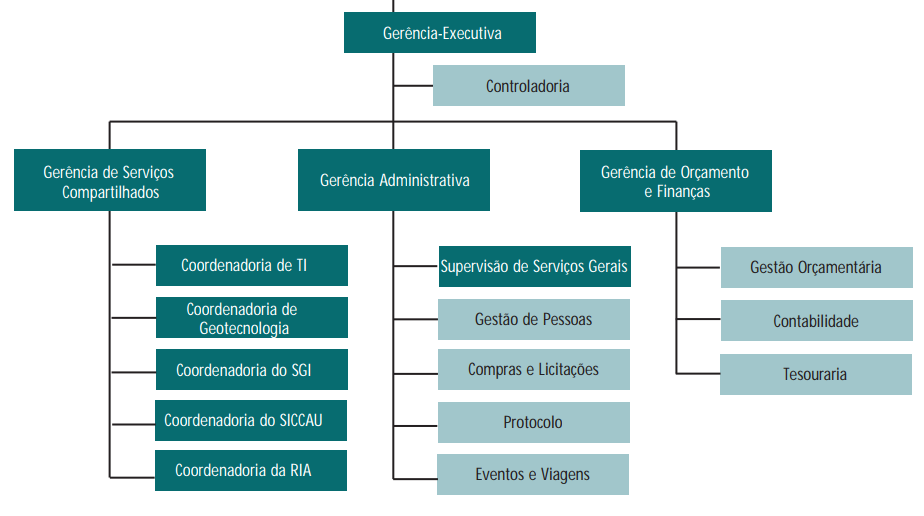 Gerência-Executiva
Controladoria
Gerência de Serviços
Compartilhados
Gerência Administrativa
Gerência de Orçamento
e Finanças
Coordenadoria de TI
Coordenadoria de
Geotecnologia
Coordenadoria do SGI
Coordenadoria do SICCAU
Coordenadoria da RIA
Supervisão de Serviços Gerais
Gestão de Pessoas
Compras e Licitações
Protocolo
Eventos e Viagens
Gestão Orçamentária
Contabilidade
Tesouraria